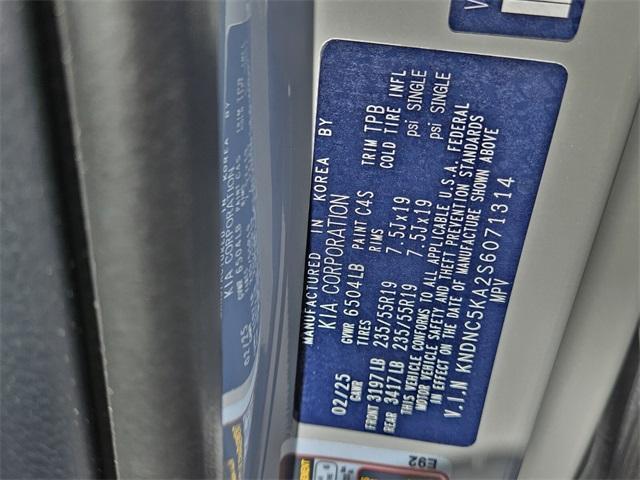 MANUFACTURED IN KOREA BY
KIA CORPORATION
02/25 GVWR 6504LB PAINT C4S TRIM TPB
GAWR TIRES RIMS COLD TIRE INFL
FRONT 3197LB 235/55R19 7.5Jx19 psi SINGLE
REAR 3417LB 235/55R19 7.5Jx19 psi SINGLE
THIS VEHICLE CONFORMS TO ALL APPLICABLE U.S.A. FEDERAL
MOTOR VEHICLE SAFETY AND THEFT PREVENTION STANDARDS
IN EFFECT ON THE DATE OF MANUFACTURE SHOWN ABOVE
V.I.N KNDNC5KA2S6071314
MPV
E92